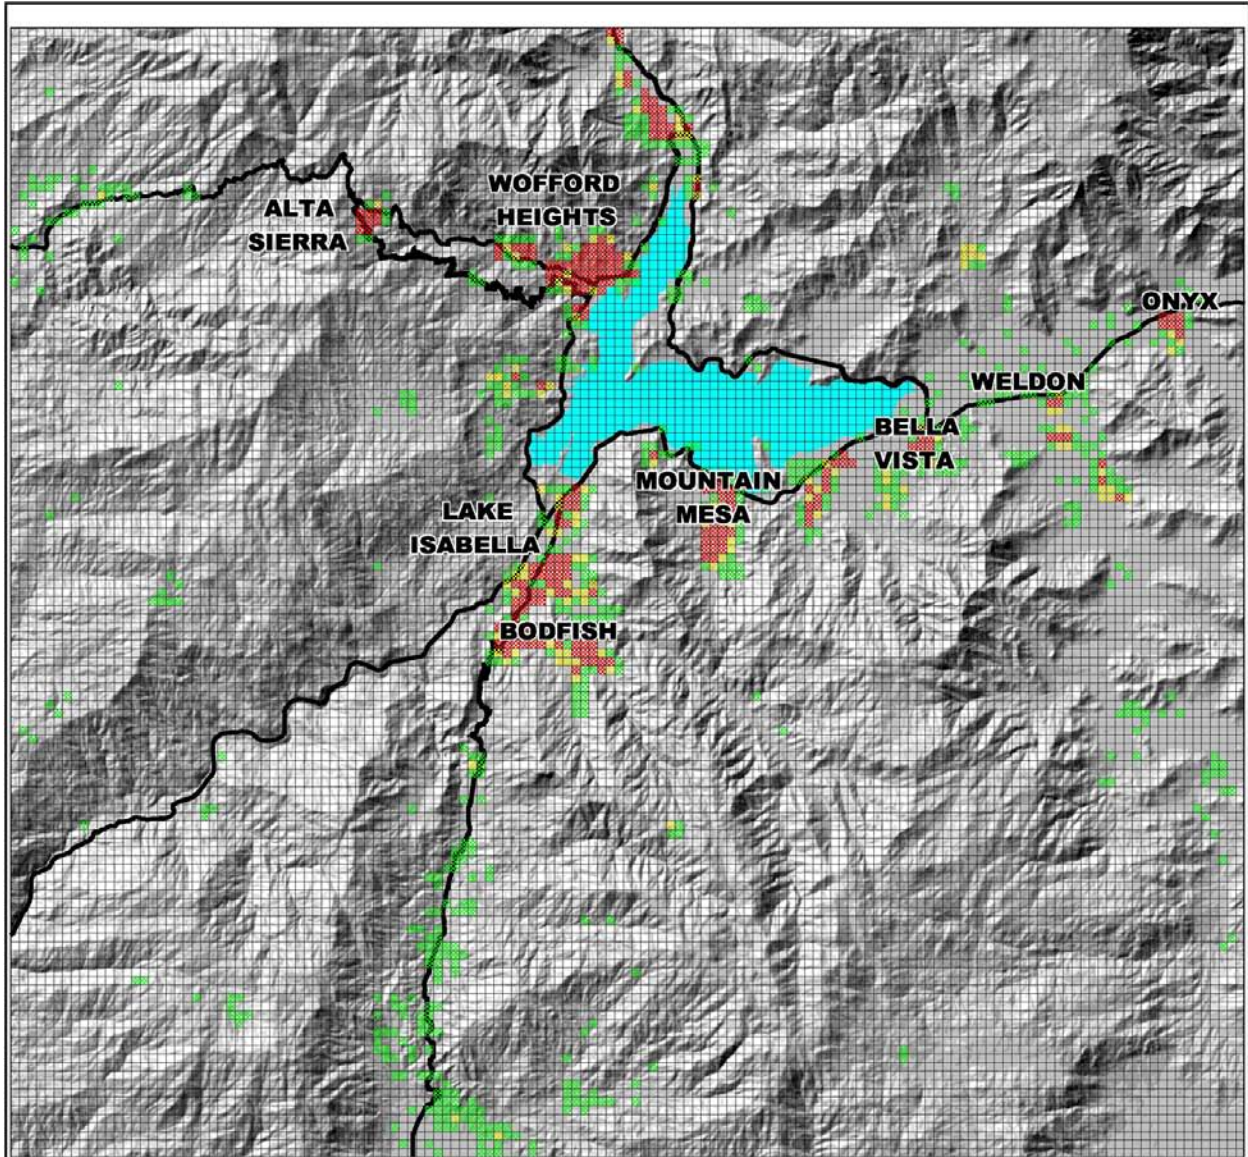 WOFFORD
HEIGHTS
ALTA
SIERRA
ONYX
WELDON
BELLA
VISTA
MOUNTAIN
MESA
LAKE
ISABELLA
BODFISH